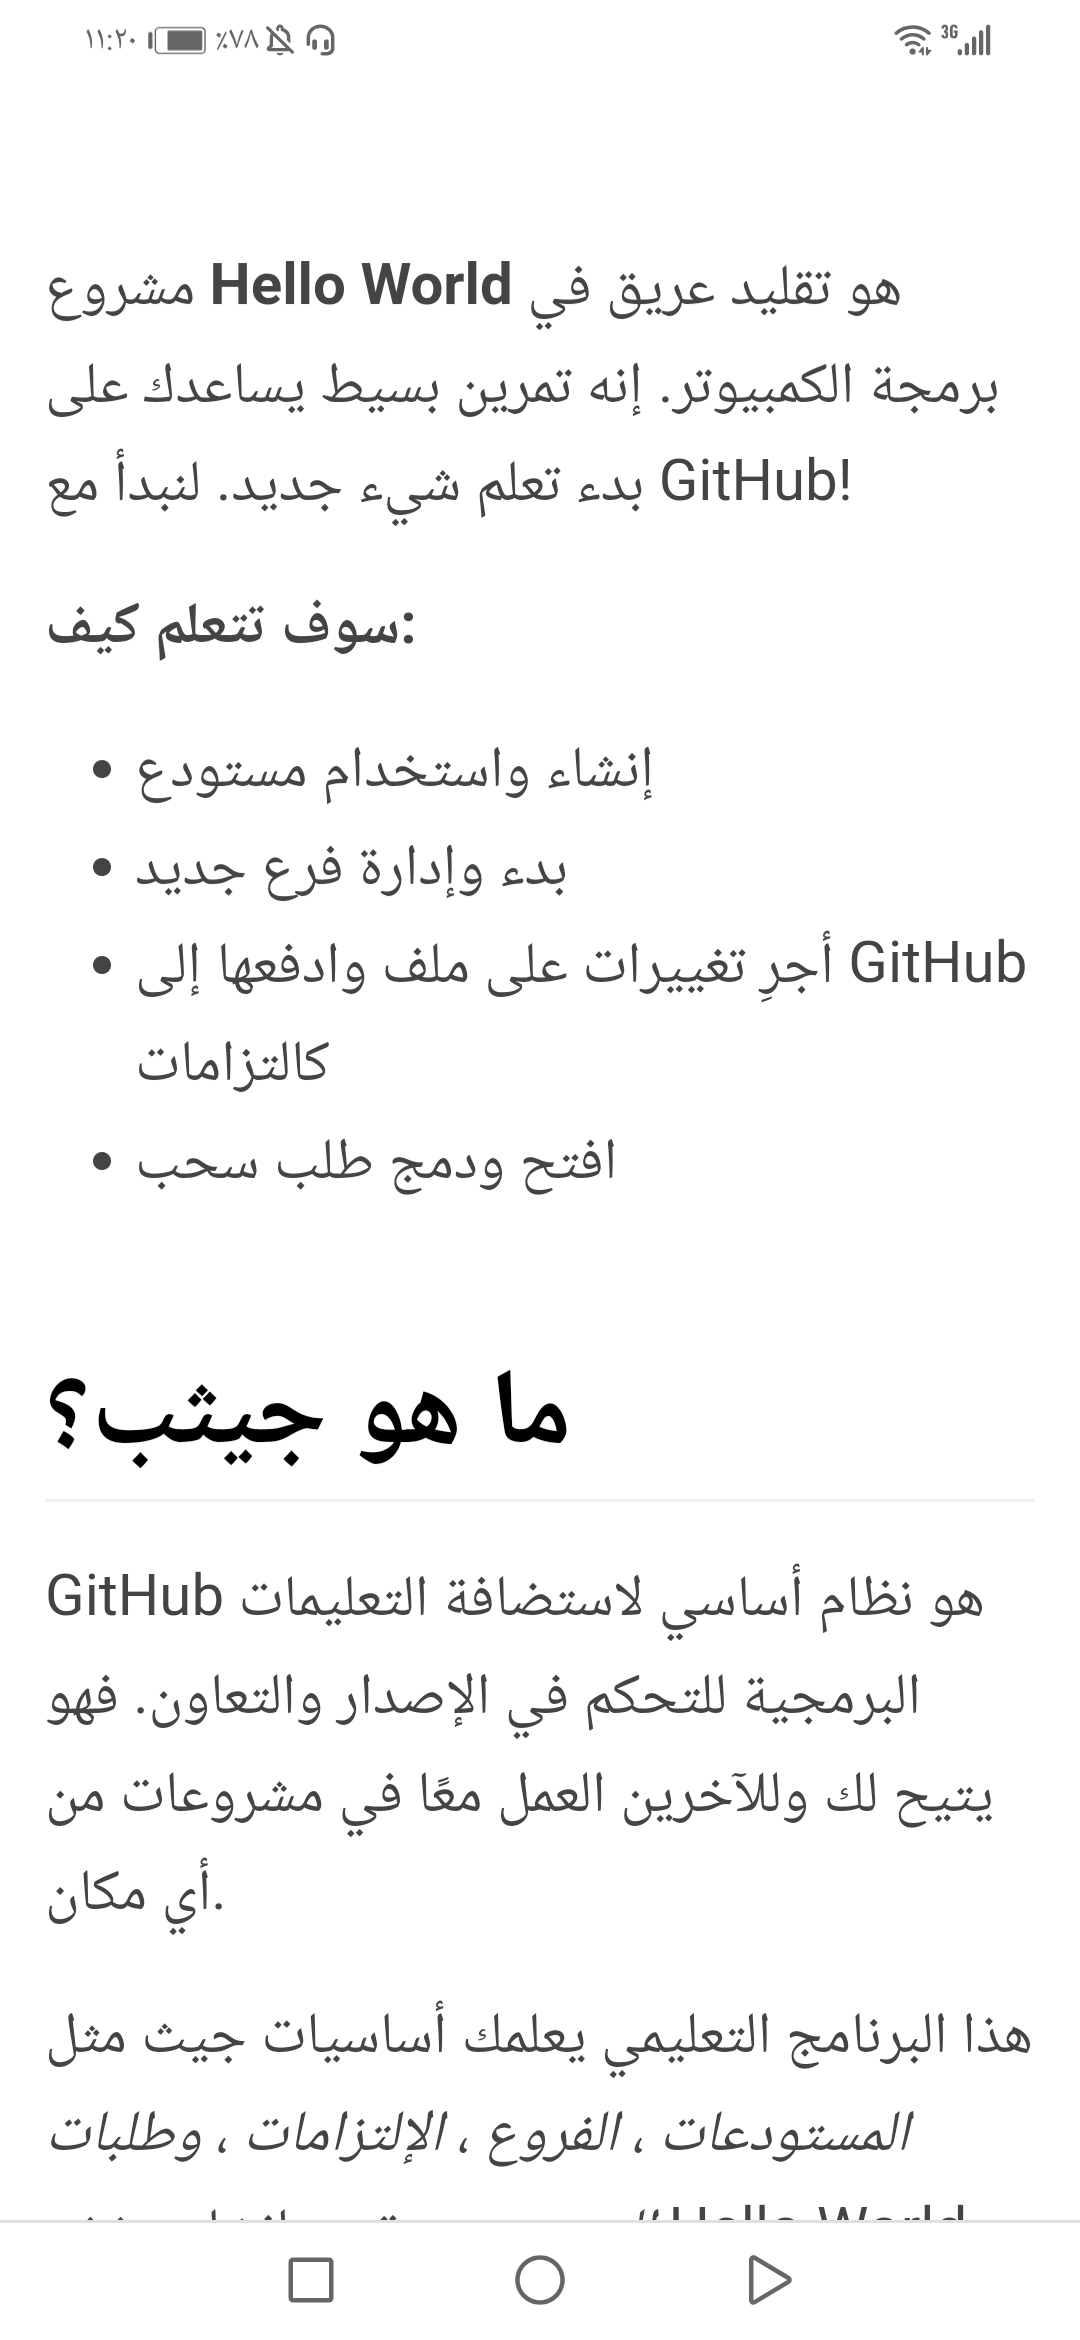 ١١:٢٠ ٪٧٨ 3G
مشروع Hello World هو تقليد عريق في
برمجة الكمبيوتر. إنه تمرين بسيط يساعدك على
بدء تعلم شيء جديد. لنبدأ مع GitHub!
سوف تتعلم كيف:
إنشاء واستخدام مستودع
بدء وإدارة فرع جديد
أجرِ تغييرات على ملف وادفعها إلى GitHub
كالتزامات
افتح ودمج طلب سحب
ما هو جيثب؟
GitHub هو نظام أساسي لاستضافة التعليمات
البرمجية للتحكم في الإصدار والتعاون. فهو
يتيح لك وللآخرين العمل معًا في مشروعات من
أي مكان.
هذا البرنامج التعليمي يعلمك أساسيات جيث مثل
المستودعات ، الفروع ، الإلتزامات ، وطلبات
Hello World